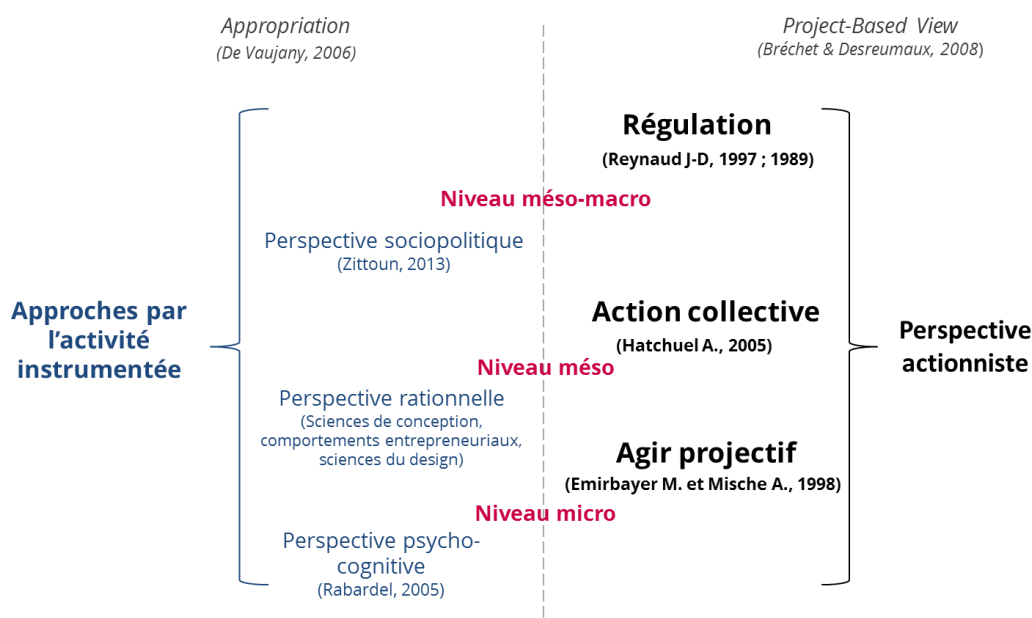 Appropriation
(De Vaujany, 2006)
Project-Based View
(Bréchet & Desreumaux, 2008)
Régulation
(Reynaud J-D, 1997 ; 1989)
Niveau méso-macro
Perspective sociopolitique
(Zittoun, 2013)
Approches par
l’activité
instrumentée
Action collective
(Hatchuel A., 2005)
Perspective
actionniste
Niveau méso
Perspective rationnelle
(Sciences de conception,
comportements entrepreneuriaux,
sciences du design)
Agir projectif
(Emirbayer M. et Mische A., 1998)
Niveau micro
Perspective psycho-
cognitive
(Rabardel, 2005)